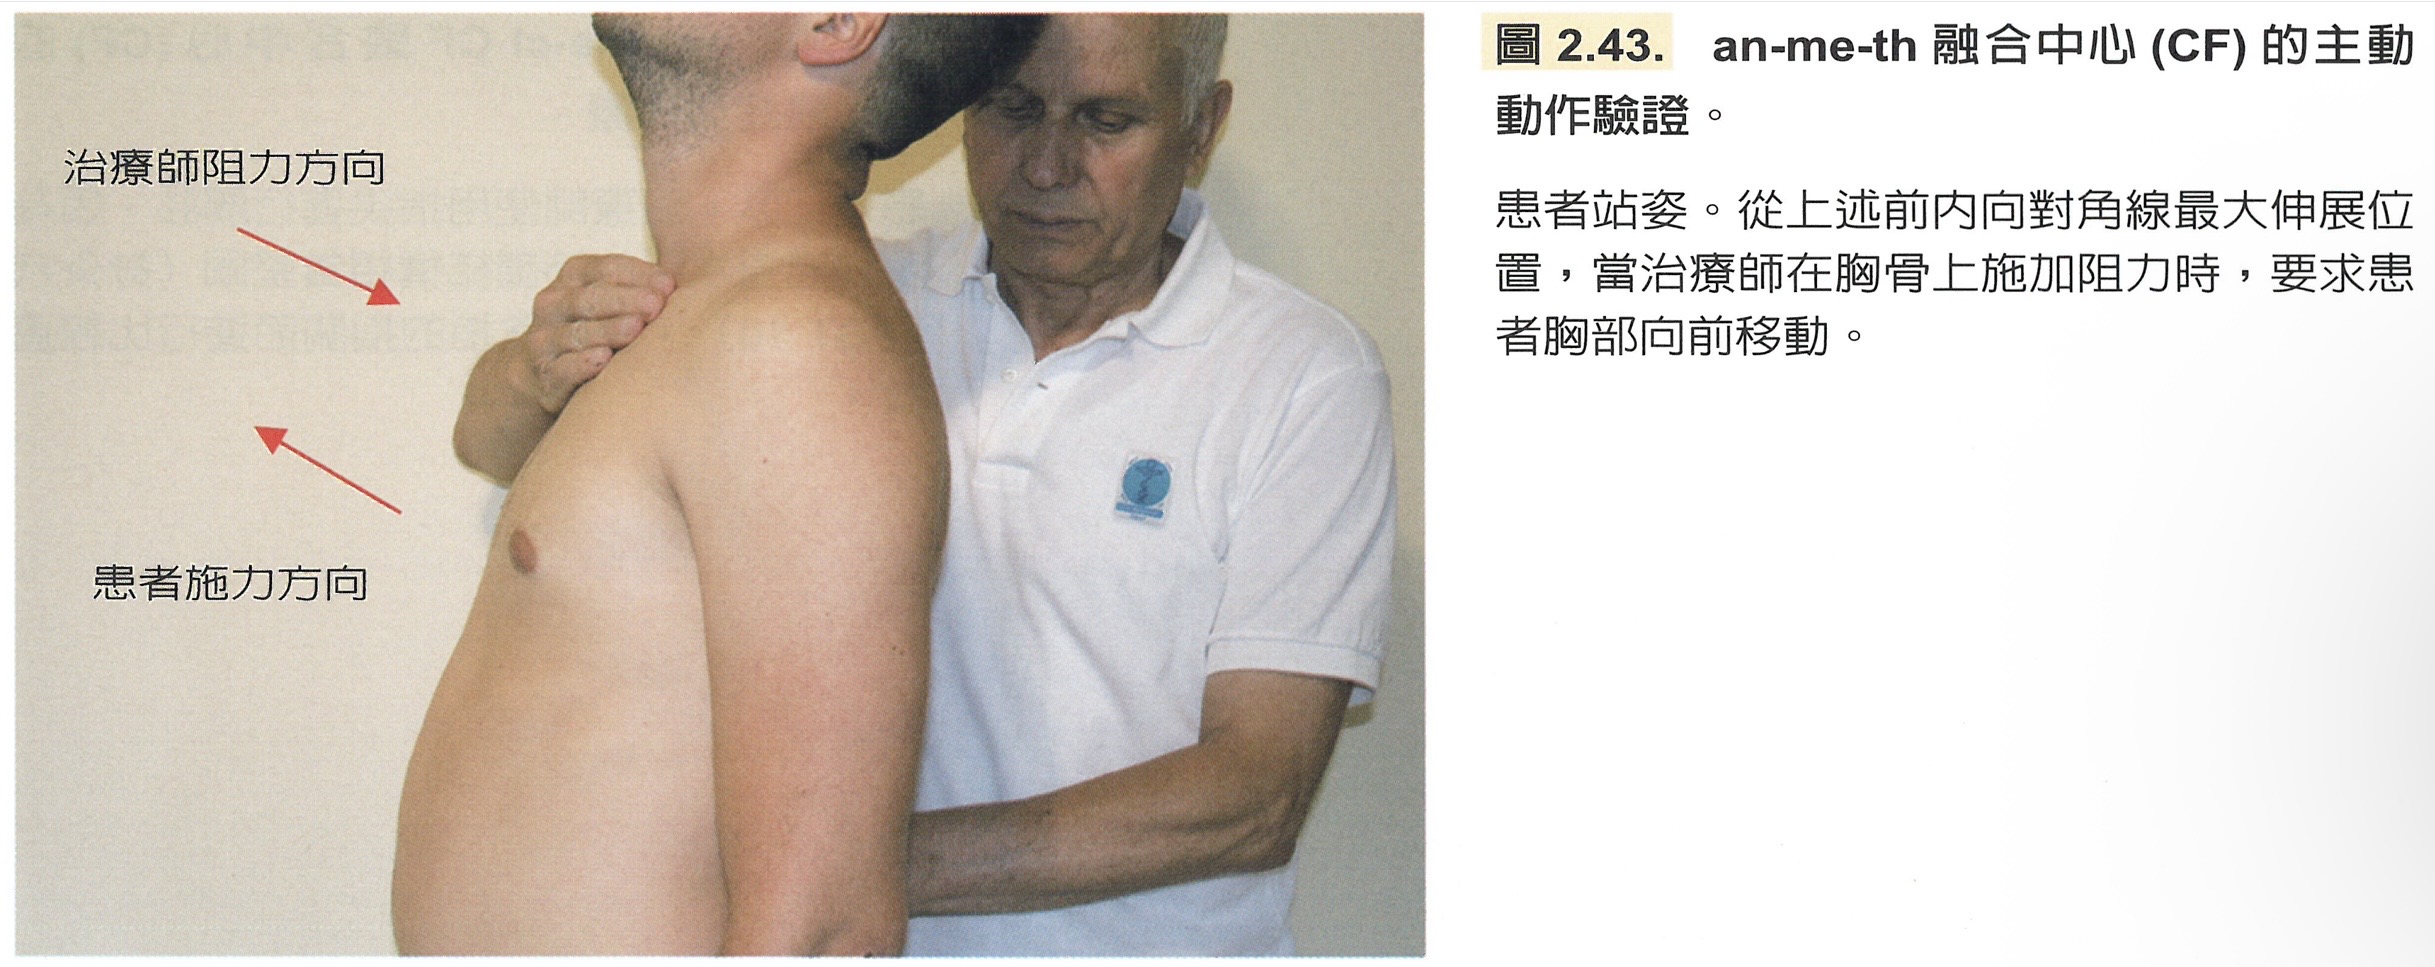 治療師阻力方向
患者施力方向
圖 2.43. an-me-th 融合中心 (CF) 的主動
動作驗證。
患者站姿。從上述前內向對角線最大伸展位
置，當治療師在胸骨上施加阻力時，要求患
者胸部向前移動。